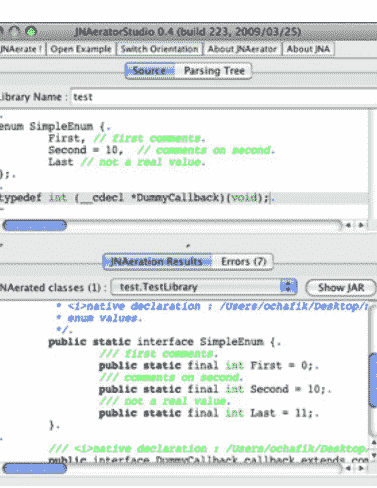 JNAeratorStudio 0.4 (build 223, 2009/03/25)
JNAerate ! Open Example Switch Orientation About JNAerator About JNA
Source Parsing Tree
Library Name : test
enum SimpleEnum {.
First, // first comments.
Second = 10, // comments on second.
Last // not a real value.
};.
typedef int (__cdecl *DummyCallback)(void);.
JNAeration Results Errors (7)
JNAerated classes (1) : test.TestLibrary Show JAR
* <i>native declaration : /Users/ochafik/Desktop/
* enum values.
*/.
public static interface SimpleEnum {.
/// first comments.
public static final int First = 0;.
/// comments on second.
public static final int Second = 10;.
/// not a real value.
public static final int Last = 11;.
}.
/// <i>native declaration : /Users/ochafik/Desktop/
public interface DummyCallback_callback extends com